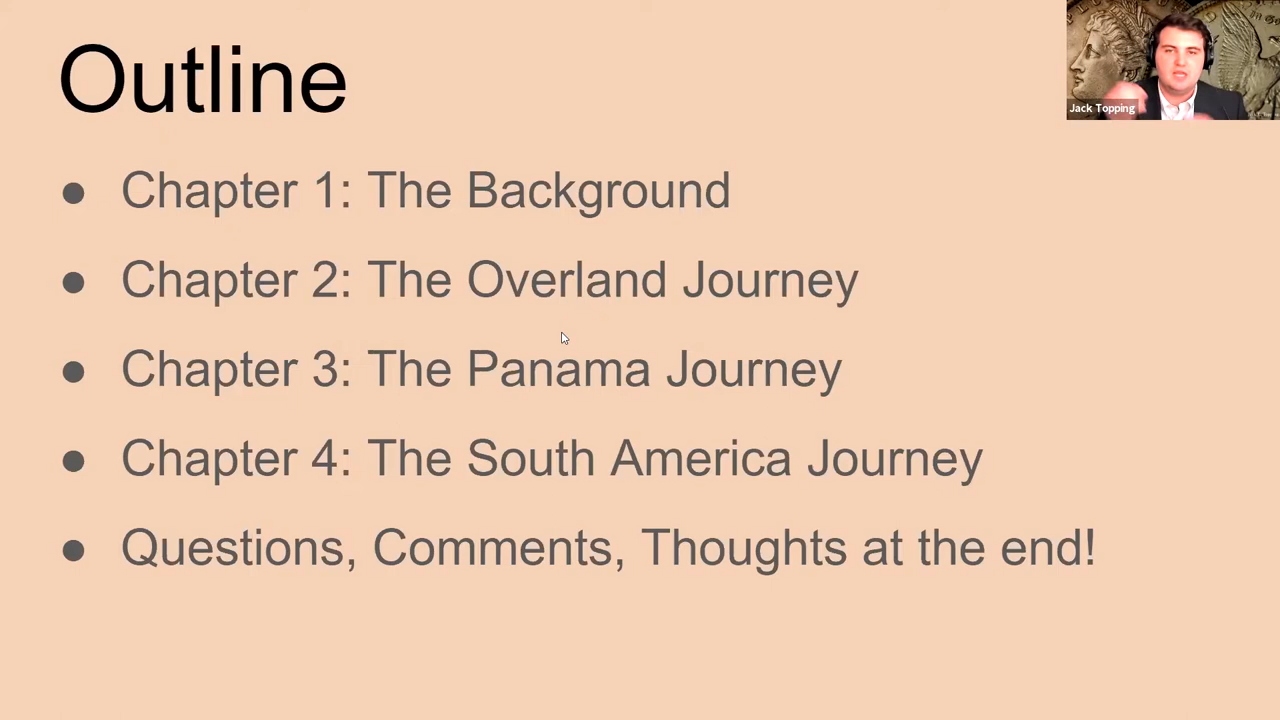 Outline
Jack Topping
● Chapter 1: The Background
● Chapter 2: The Overland Journey
● Chapter 3: The Panama Journey
● Chapter 4: The South America Journey
● Questions, Comments, Thoughts at the end!